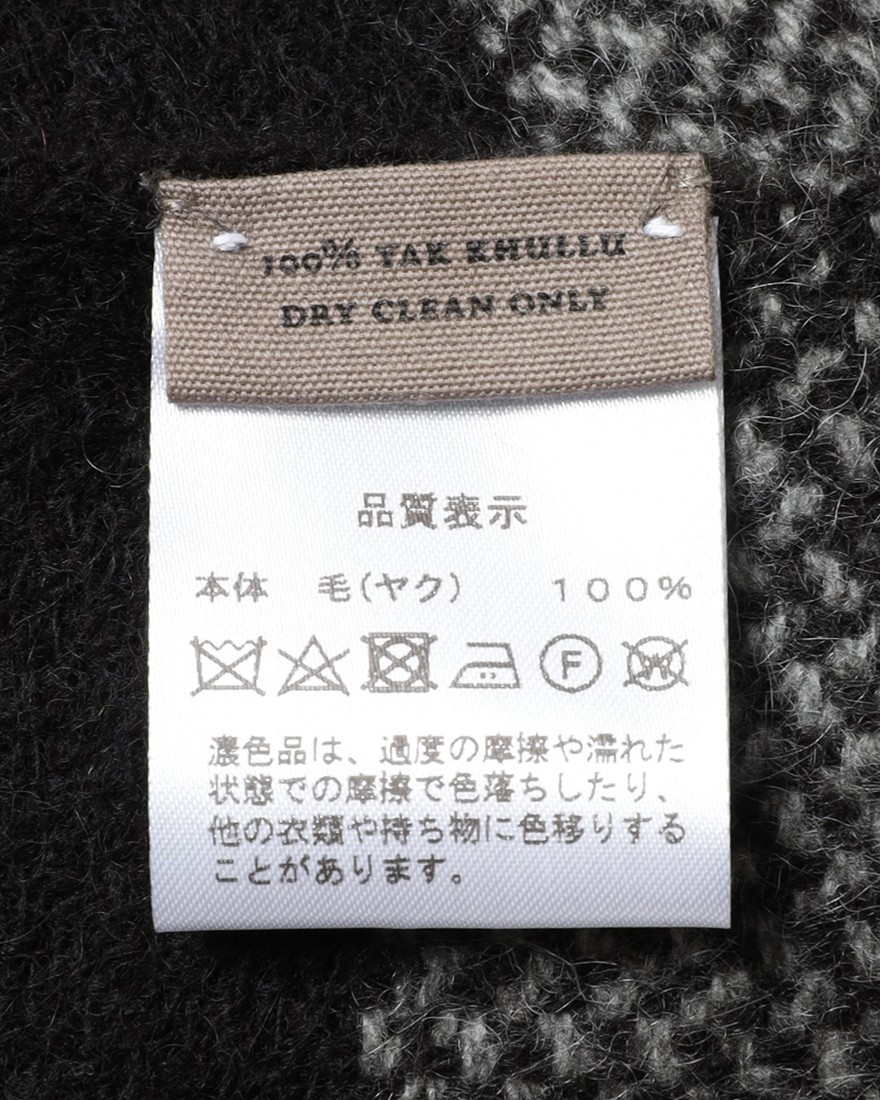 100% YAK KHULLU
DRY CLEAN ONLY
品質表示
本体 毛(ヤク) 100%
F W
濃色品は、過度の摩擦や濡れた
状態での摩擦で色落ちしたり、
他の衣類や持ち物に色移りする
ことがあります。